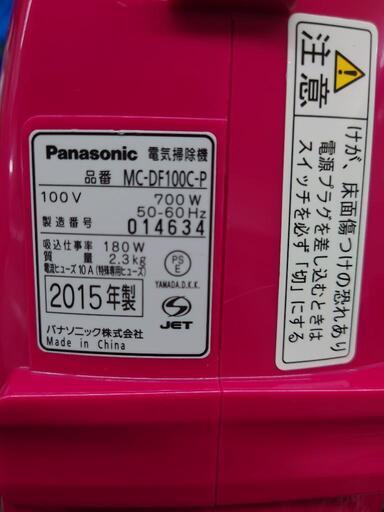 Panasonic 電気掃除機
品番 MC-DF100C-P
100V 700W
50-60Hz
製造番号 014634
吸込仕事率 180W
質量 2.3kg
電流ヒューズ10A(特殊専用ヒューズ)
PS
E
YAMADA.D.K.K.
2015年製
JET
パナソニック株式会社
Made in China
注意
けが、床面傷つけの恐れあり
電源プラグを差し込むときは
スイッチを必ず「切」にする